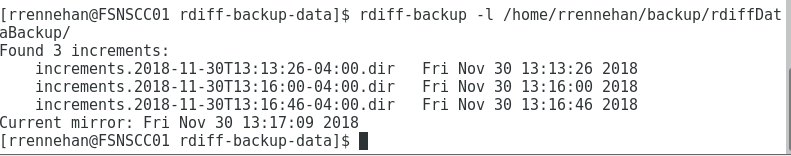 [rrennehan@FSNSCC01 rdiff-backup-data]$ rdiff-backup -l /home/rrennehan/backup/rdiffDat
aBackup/
Found 3 increments:
    increments.2018-11-30T13:13:26-04:00.dir   Fri Nov 30 13:13:26 2018
    increments.2018-11-30T13:16:00-04:00.dir   Fri Nov 30 13:16:00 2018
    increments.2018-11-30T13:16:46-04:00.dir   Fri Nov 30 13:16:46 2018
Current mirror: Fri Nov 30 13:17:09 2018
[rrennehan@FSNSCC01 rdiff-backup-data]$